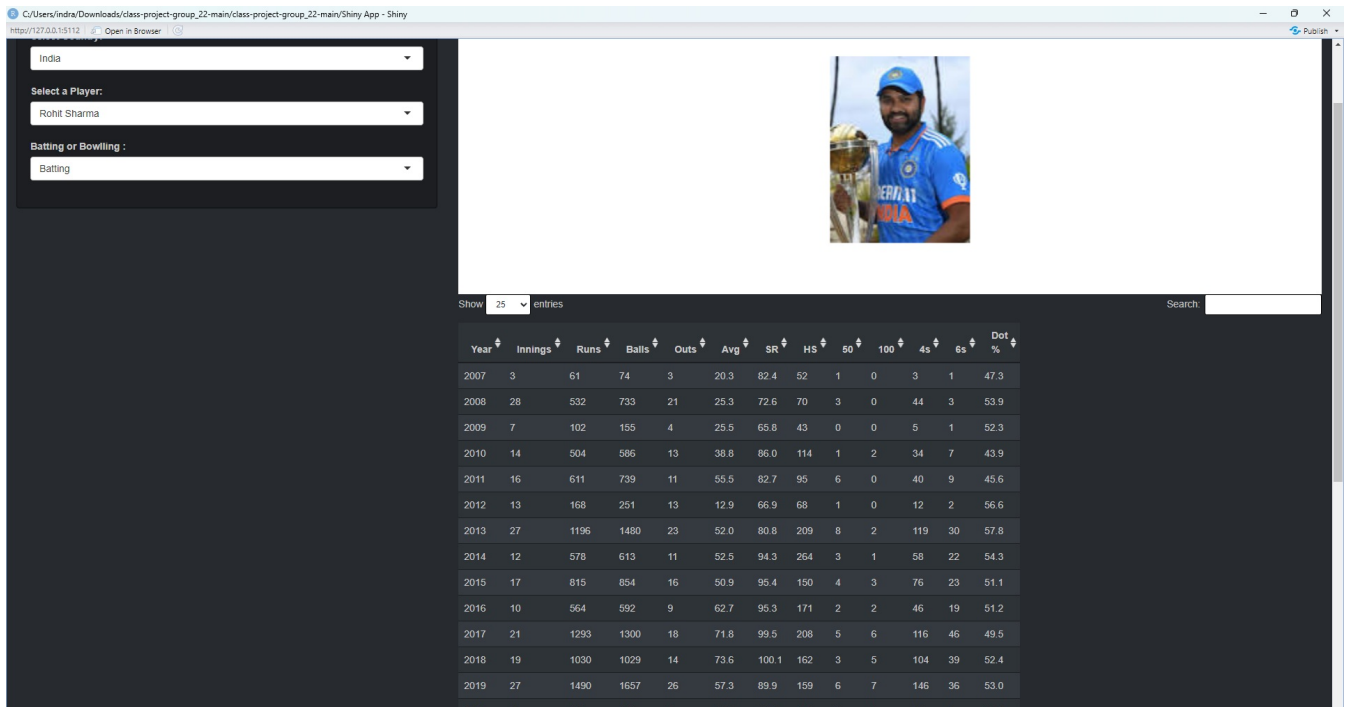 C:/Users/indra/Downloads/class-project-group_22-main/class-project-group_22-main/Shiny App - Shiny
http://127.0.0.1:5112 Open in Browser Publish
India
Select a Player:
Rohit Sharma
Batting or Bowlling :
Batting
INDIA
Show 25 entries Search:
Year Innings Runs Balls Outs Avg SR HS 50 100 4s 6s Dot %
2007 3 61 74 3 20.3 82.4 52 1 0 3 1 47.3
2008 28 532 733 21 25.3 72.6 70 3 0 44 3 53.9
2009 7 102 155 4 25.5 65.8 43 0 0 5 1 52.3
2010 14 504 586 13 38.8 86.0 114 1 2 34 7 43.9
2011 16 611 739 11 55.5 82.7 95 6 0 40 9 45.6
2012 13 168 251 13 12.9 66.9 68 1 0 12 2 56.6
2013 27 1196 1480 23 52.0 80.8 209 8 2 119 30 57.8
2014 12 578 613 11 52.5 94.3 264 3 1 58 22 54.3
2015 17 815 854 16 50.9 95.4 150 4 3 76 23 51.1
2016 10 564 592 9 62.7 95.3 171 2 2 46 19 51.2
2017 21 1293 1300 18 71.8 99.5 208 5 6 116 46 49.5
2018 19 1030 1029 14 73.6 100.1 162 3 5 104 39 52.4
2019 27 1490 1657 26 57.3 89.9 159 6 7 146 36 53.0